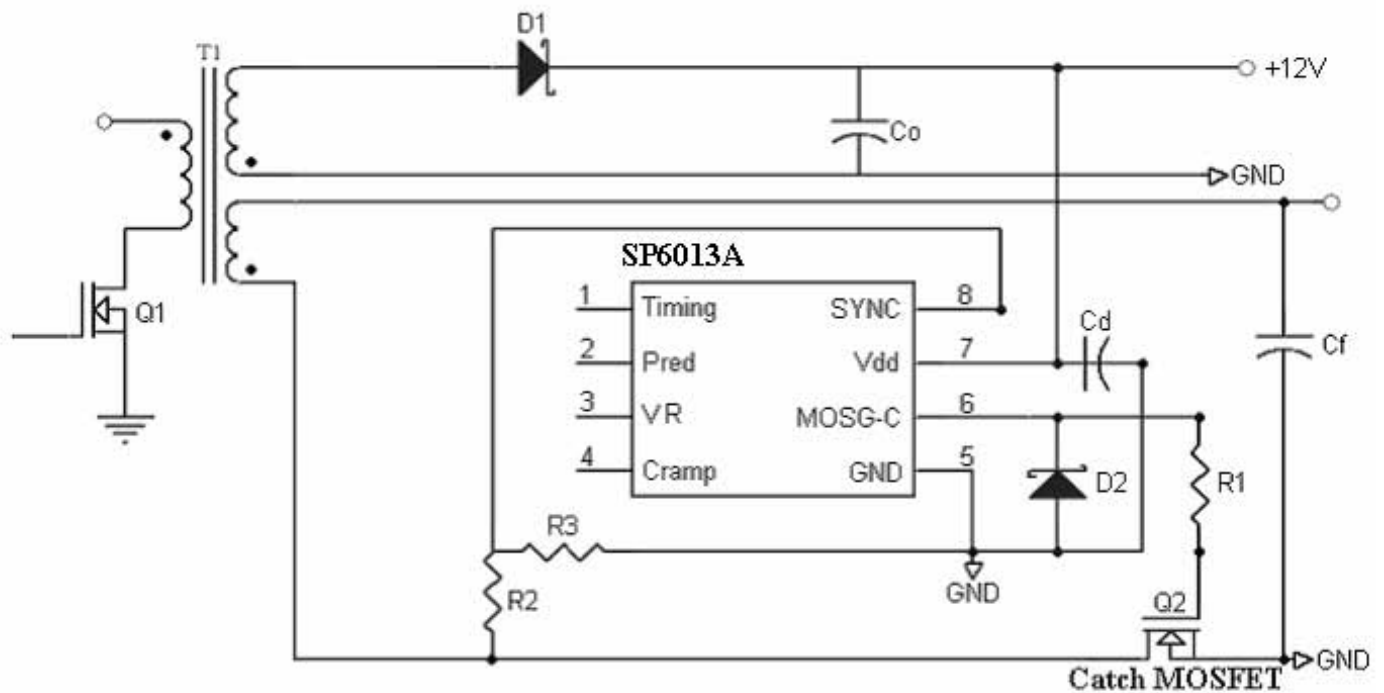 D1
T1
+12V
Co
GND
SP6013A
1 Timing SYNC 8
Q1
Cd
2 Pred Vdd 7
Cf
3 VR MOSG-C 6
4 Cramp GND 5
D2
R1
R3
GND
R2
Q2
GND
Catch MOSFET